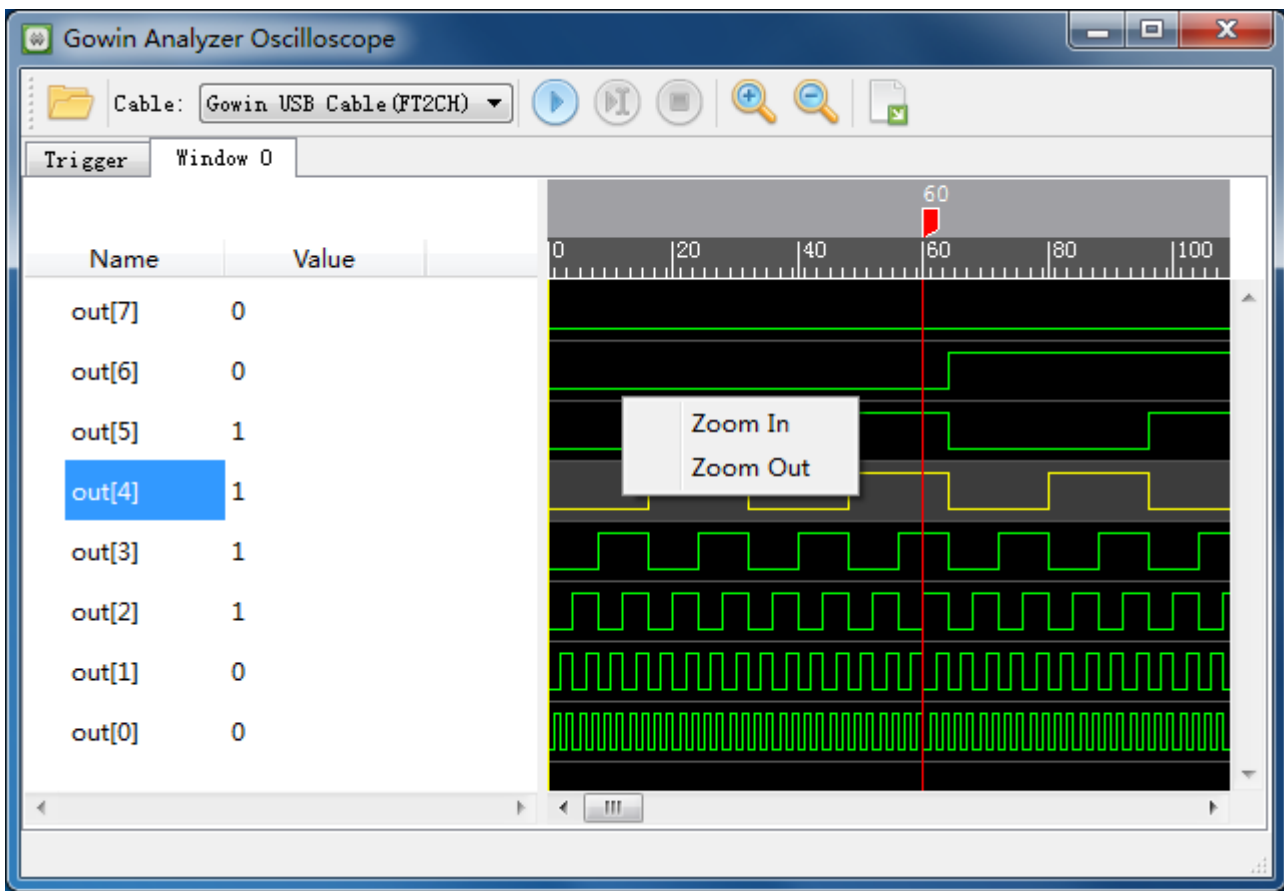 Gowin Analyzer Oscilloscope
Cable: Gowin USB Cable(FT2CH)
Trigger Window 0
60
Name Value 0 20 40 60 80 100
out[7] 0
out[6] 0
out[5] 1
Zoom In
Zoom Out
out[4] 1
out[3] 1
out[2] 1
out[1] 0
out[0] 0